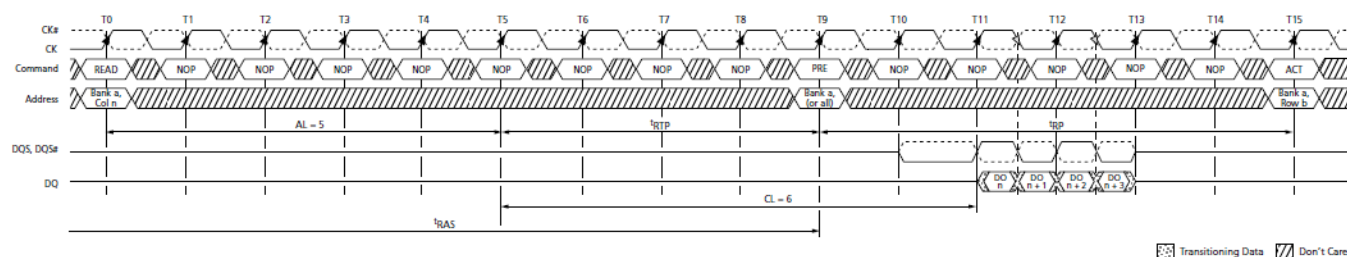 T0 T1 T2 T3 T4 T5 T6 T7 T8 T9 T10 T11 T12 T13 T14 T15
CK#
CK
Command READ NOP NOP NOP NOP NOP NOP NOP NOP PRE NOP NOP NOP NOP NOP ACT
Address Bank a, Col n Bank a, (or all) Bank a, Row b
AL = 5 tRTP tRP
DQS, DQS#
DQ DO n DO n + 1 DO n + 2 DO n + 3
CL = 6
tRAS
Transitioning Data Don't Care